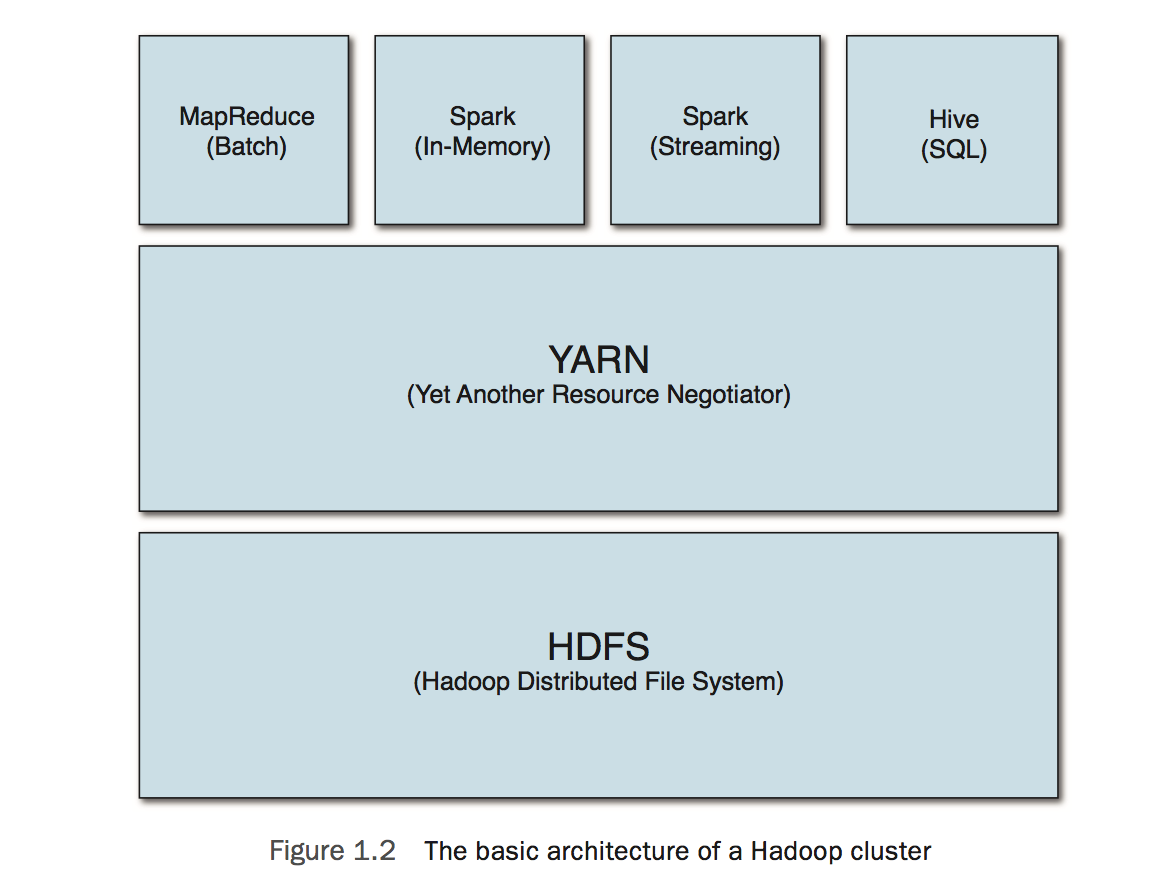 MapReduce
(Batch)
Spark
(In-Memory)
Spark
(Streaming)
Hive
(SQL)
YARN
(Yet Another Resource Negotiator)
HDFS
(Hadoop Distributed File System)
Figure 1.2 The basic architecture of a Hadoop cluster